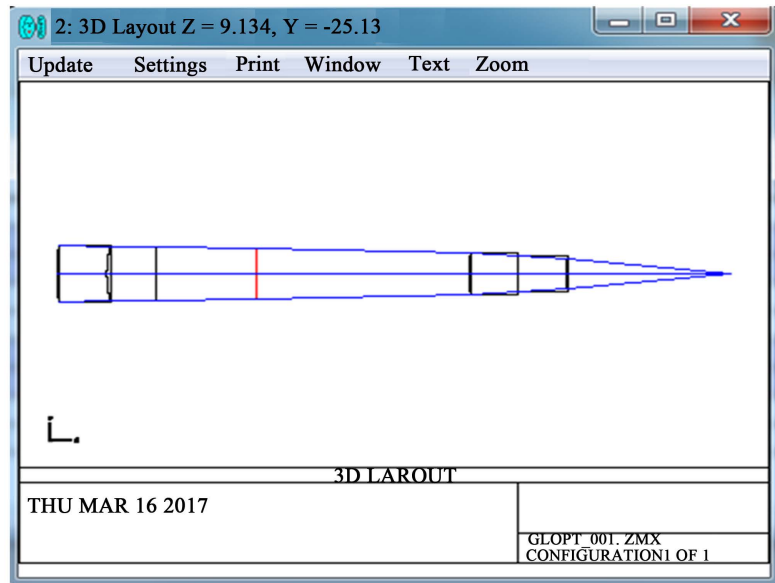 2: 3D Layout Z = 9.134, Y = -25.13
Update Settings Print Window Text Zoom
3D LAROUT
THU MAR 16 2017
GLOPT_001. ZMX
CONFIGURATION1 OF 1